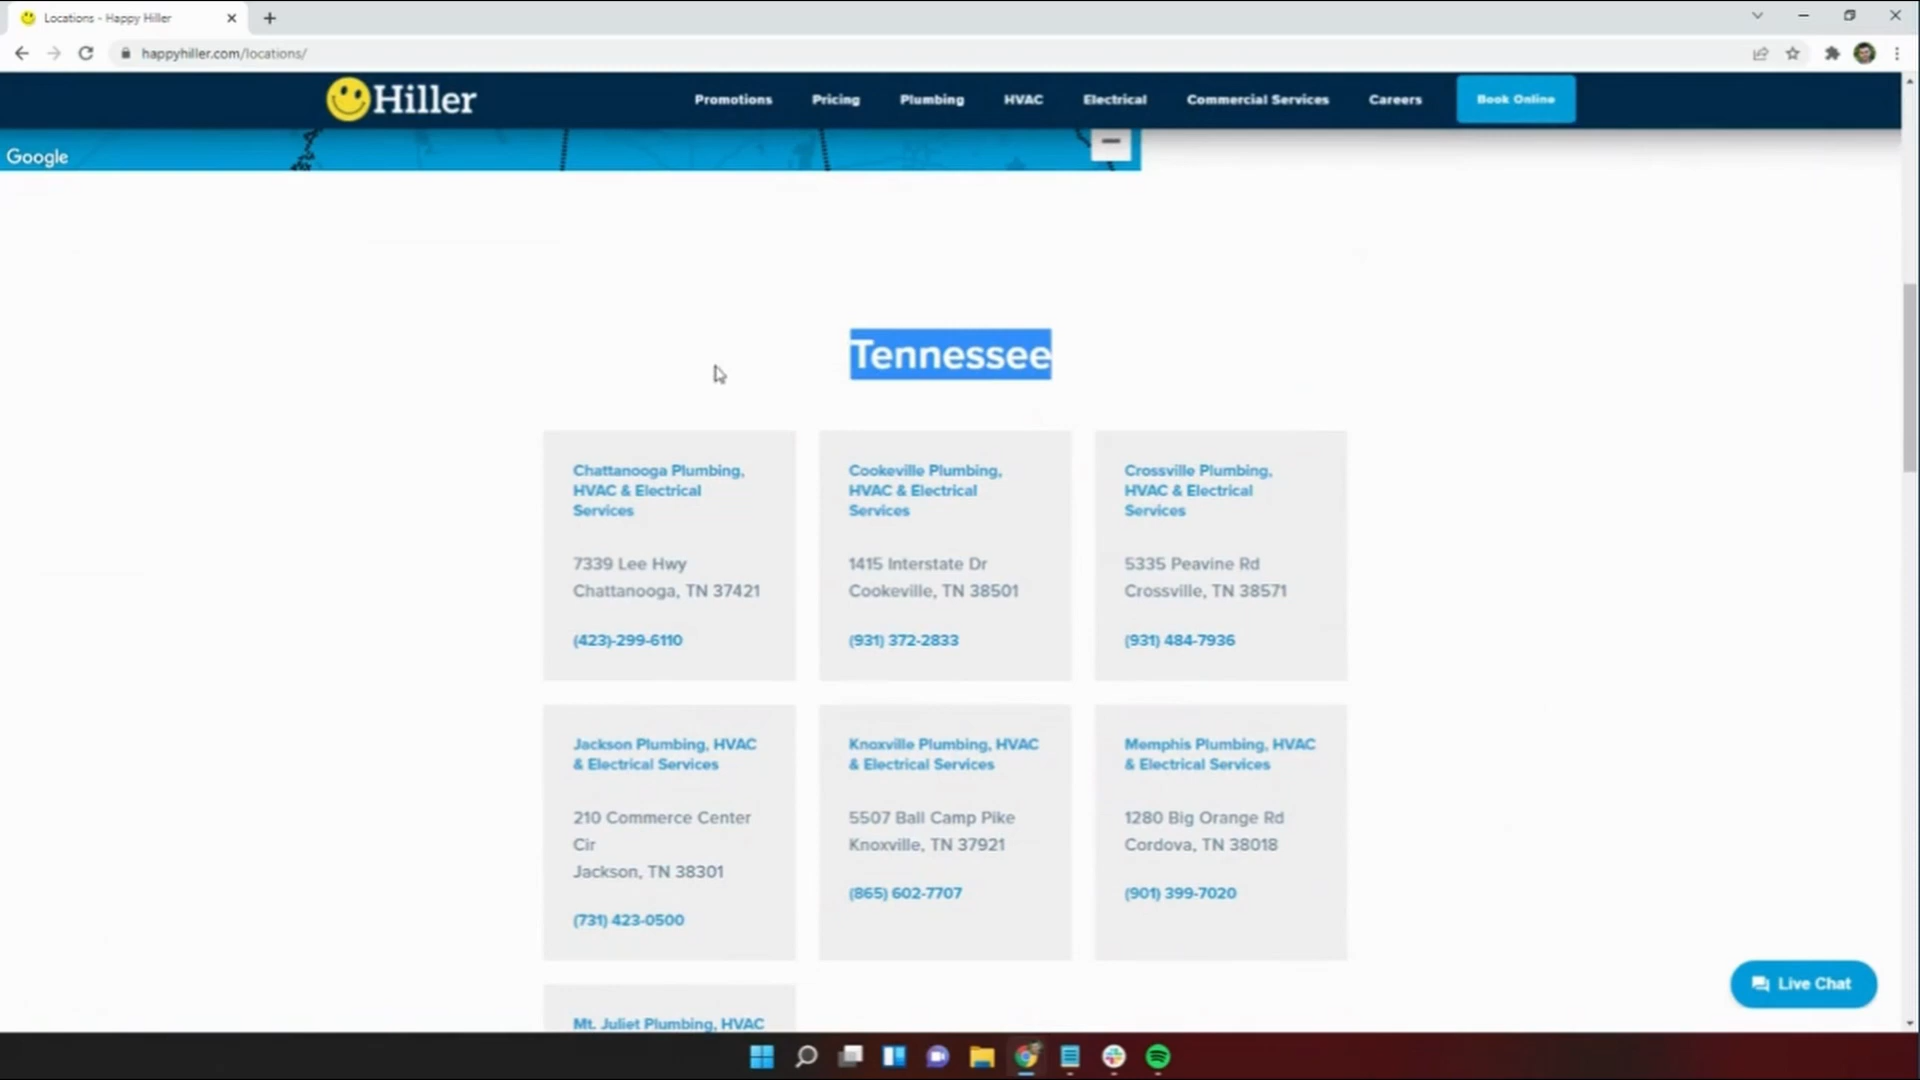 Locations - Happy Hiller
happyhiller.com/locations/
Hiller
Promotions
Pricing
Plumbing
HVAC
Electrical
Commercial Services
Careers
Book Online
Google
Tennessee
Chattanooga Plumbing,
HVAC & Electrical
Services
7339 Lee Hwy
Chattanooga, TN 37421
(423)-299-6110
Cookeville Plumbing,
HVAC & Electrical
Services
1415 Interstate Dr
Cookeville, TN 38501
(931) 372-2833
Crossville Plumbing,
HVAC & Electrical
Services
5335 Peavine Rd
Crossville, TN 38571
(931) 484-7936
Jackson Plumbing, HVAC
& Electrical Services
210 Commerce Center
Cir
Jackson, TN 38301
(731) 423-0500
Knoxville Plumbing, HVAC
& Electrical Services
5507 Ball Camp Pike
Knoxville, TN 37921
(865) 602-7707
Memphis Plumbing, HVAC
& Electrical Services
1280 Big Orange Rd
Cordova, TN 38018
(901) 399-7020
Mt. Juliet Plumbing, HVAC
Live Chat